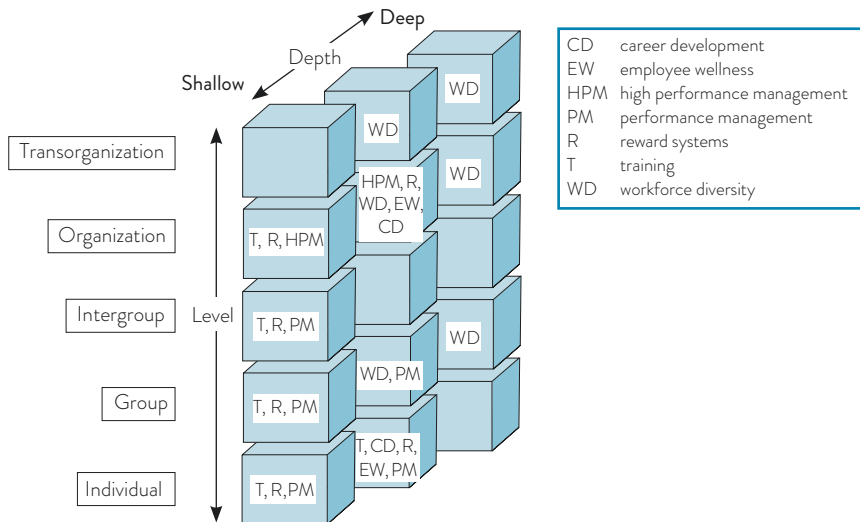 Deep
Depth
Shallow
CD career development
EW employee wellness
HPM high performance management
PM performance management
R reward systems
T training
WD workforce diversity
WD
WD
Transorganization
HPM, R,
WD, EW,
CD
WD
Organization
T, R, HPM
Intergroup
Level
T, R, PM
WD
WD, PM
Group
T, R, PM
T, CD, R,
EW, PM
Individual
T, R, PM